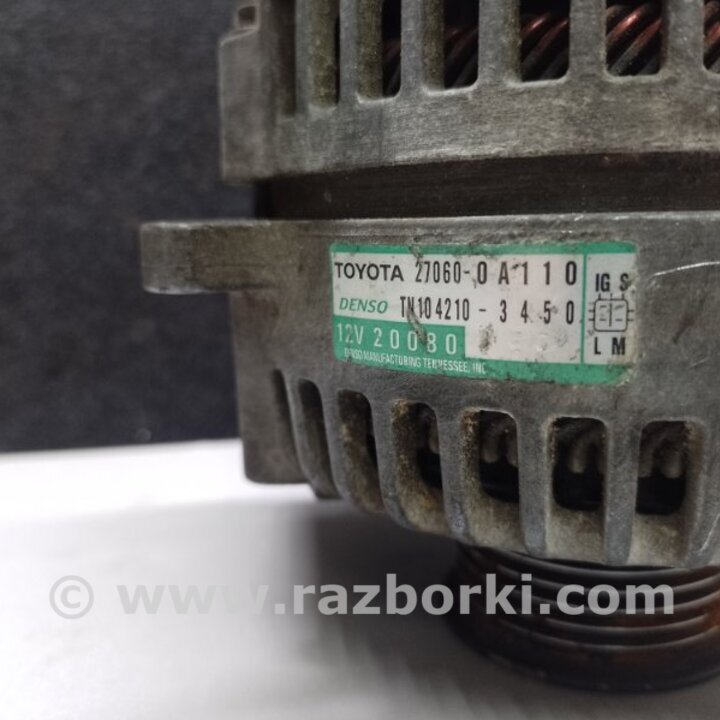 TOYOTA 27060-0A110
DENSO TN104210-3450
12V 20080
DENSO MANUFACTURING TENNESSEE, INC
IG S
L M
© www.razborki.com